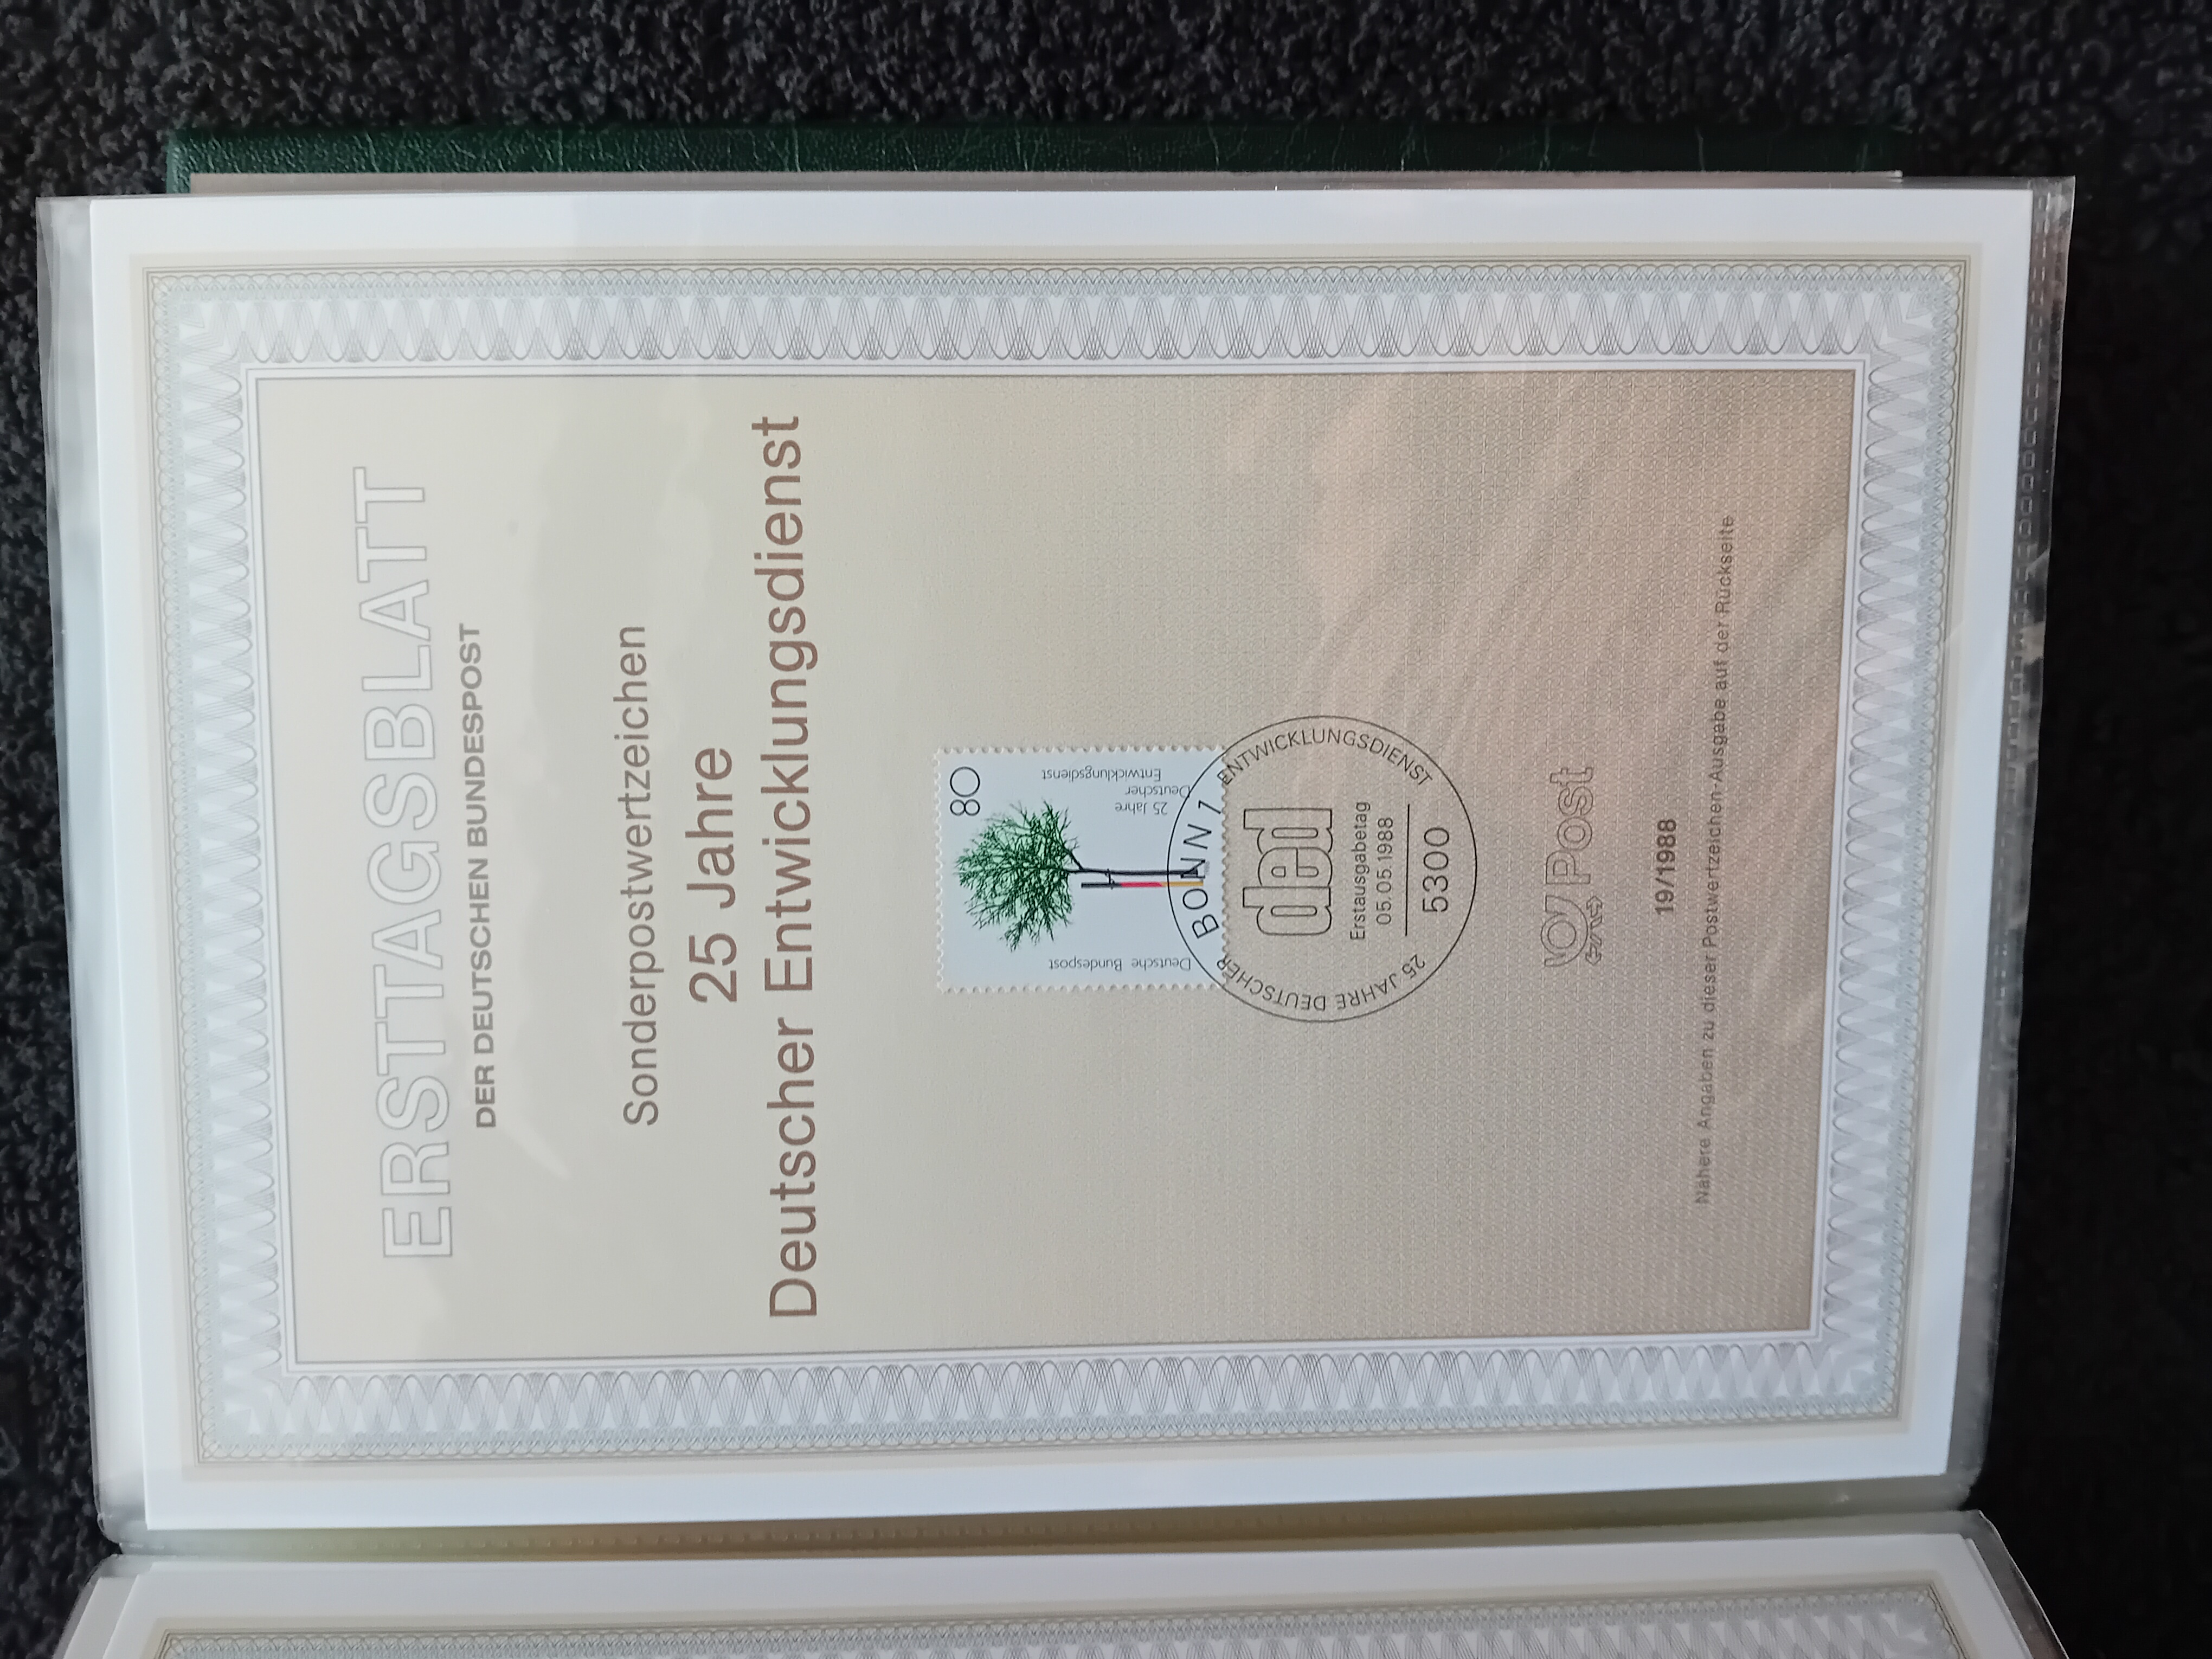 ERSTTAGSBLATT
DER DEUTSCHEN BUNDESPOST
Sonderpostwertzeichen
25 Jahre
Deutscher Entwicklungsdienst
80
Deutsche Bundespost
25 Jahre
Deutscher
Entwicklungsdienst
BONN 1
25 JAHRE DEUTSCHER ENTWICKLUNGSDIENST
ded
Erstausgabetag
05.05.1988
5300
Post
19/1988
Nähere Angaben zu dieser Postwertzeichen-Ausgabe auf der Rückseite